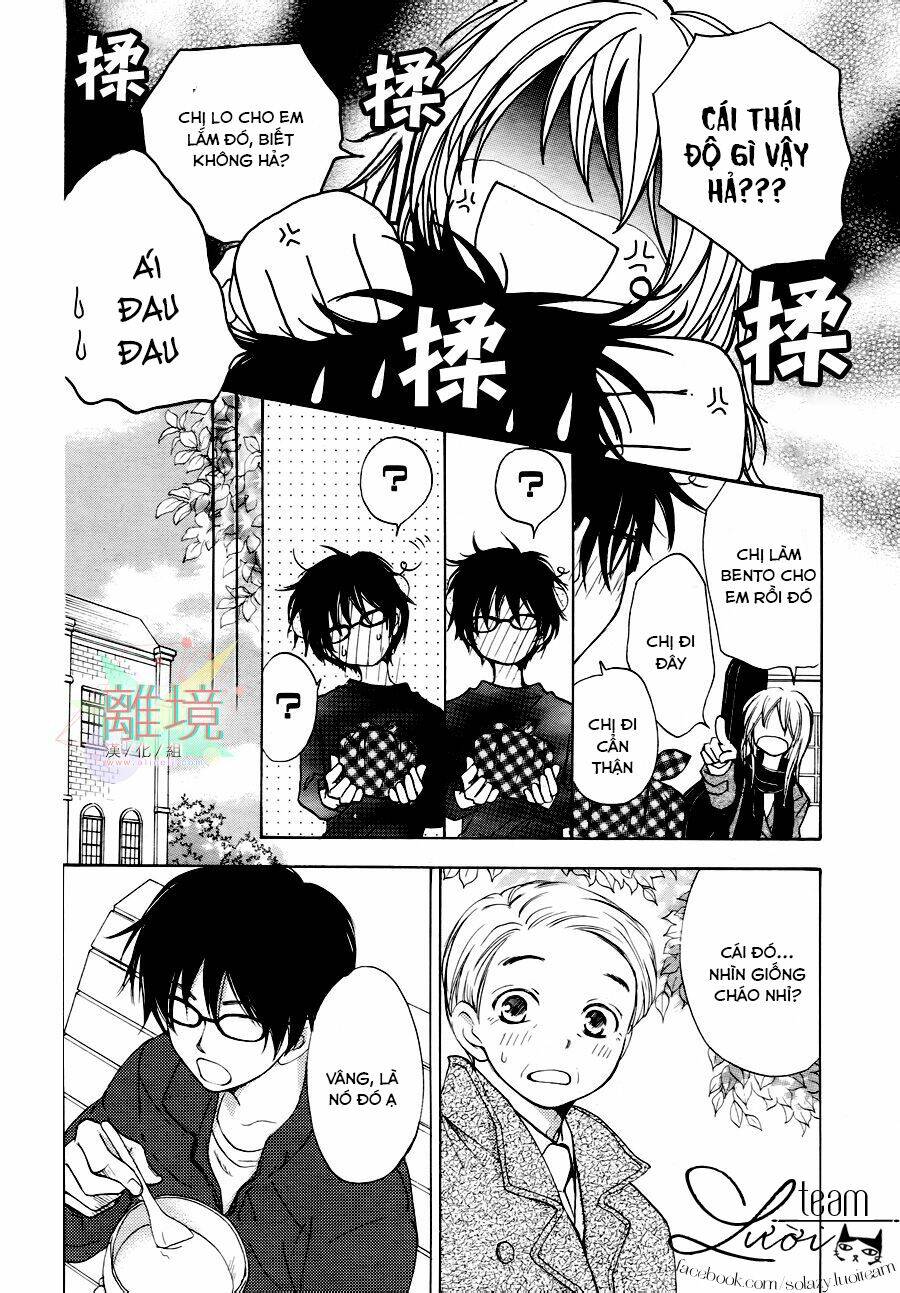 CÁI THÁI
ĐỘ GÌ VẬY
HẢ???
揉
揉
揉
揉
CHỊ LO CHO EM
LẮM ĐÓ, BIẾT
KHÔNG HẢ?
ÁI
ĐAU
ĐAU
CHỊ LÀM
BENTO CHO
EM RỒI ĐÓ
CHỊ ĐI
ĐÂY
CHỊ ĐI
CẨN
THẬN
?
?
?
離境
漢/化/組
CÁI ĐÓ...
NHÌN GIỐNG
CHÁO NHỈ?
VÂNG, LÀ
NÓ ĐÓ Ạ
team
Lười
facebook.com/solazy.luoiteam